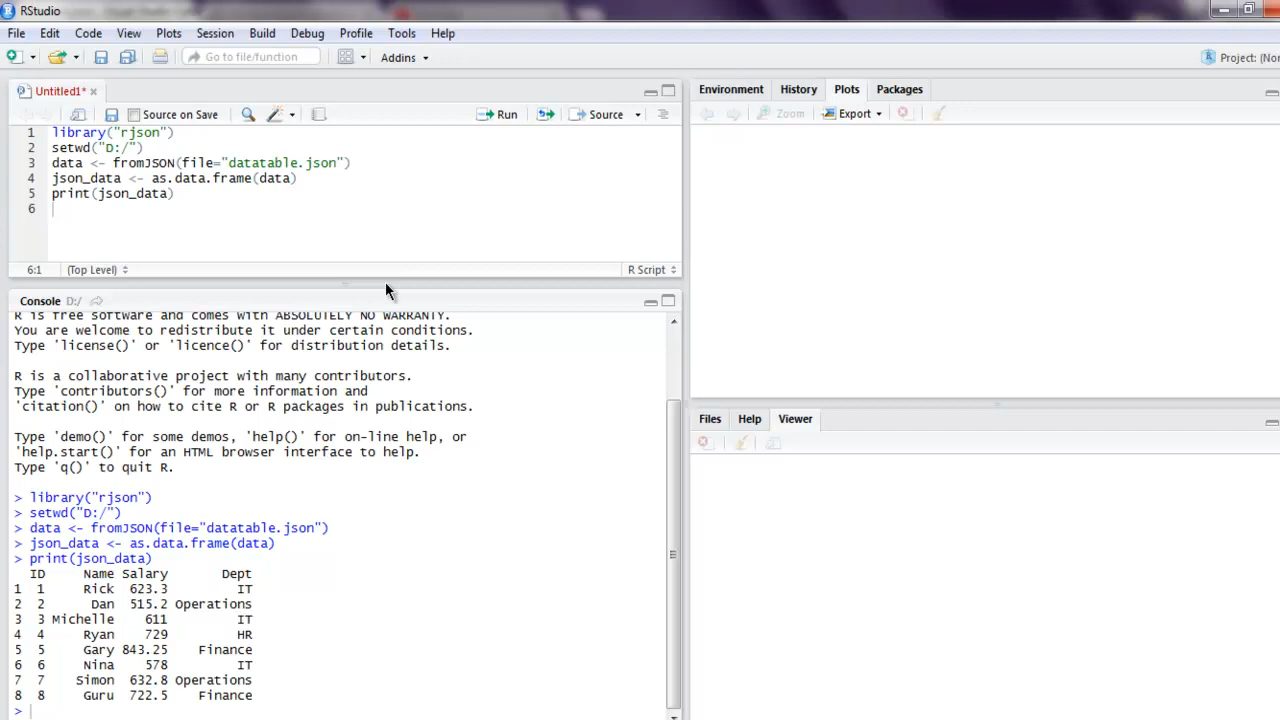 RStudio
File Edit Code View Plots Session Build Debug Profile Tools Help
Go to file/function Addins Project: (Nor
Untitled1*
Source on Save Run Source
1 library("rjson")
2 setwd("D:/")
3 data <- fromJSON(file="datatable.json")
4 json_data <- as.data.frame(data)
5 print(json_data)
6
6:1 (Top Level) R Script
Console D:/
R is free software and comes with ABSOLUTELY NO WARRANTY.
You are welcome to redistribute it under certain conditions.
Type 'license()' or 'licence()' for distribution details.
R is a collaborative project with many contributors.
Type 'contributors()' for more information and
'citation()' on how to cite R or R packages in publications.
Type 'demo()' for some demos, 'help()' for on-line help, or
'help.start()' for an HTML browser interface to help.
Type 'q()' to quit R.
> library("rjson")
> setwd("D:/")
> data <- fromJSON(file="datatable.json")
> json_data <- as.data.frame(data)
> print(json_data)
ID Name Salary Dept
1 1 Rick 623.3 IT
2 2 Dan 515.2 Operations
3 3 Michelle 611 IT
4 4 Ryan 729 HR
5 5 Gary 843.25 Finance
6 6 Nina 578 IT
7 7 Simon 632.8 Operations
8 8 Guru 722.5 Finance
>
Environment History Plots Packages
Zoom Export
Files Help Viewer